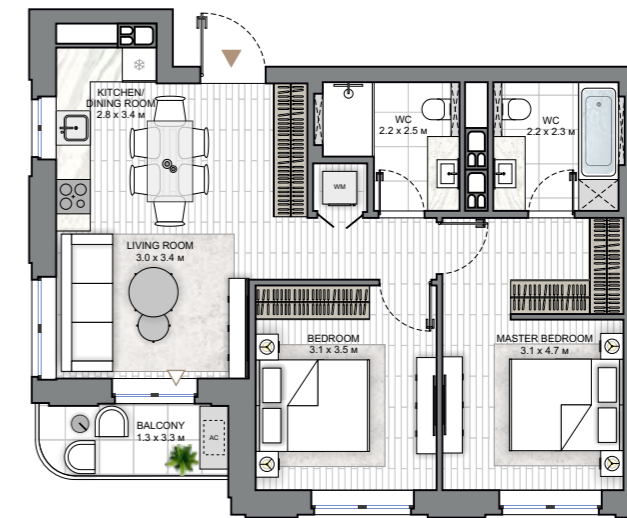 KITCHEN/
DINING ROOM
2.8 x 3.4 м
WC
2.2 x 2.5 м
WC
2.2 x 2.3 м
WM
LIVING ROOM
3.0 x 3.4 м
BEDROOM
3.1 x 3.5 м
MASTER BEDROOM
3.1 x 4.7 м
BALCONY
1.3 x 3.3 м
AC